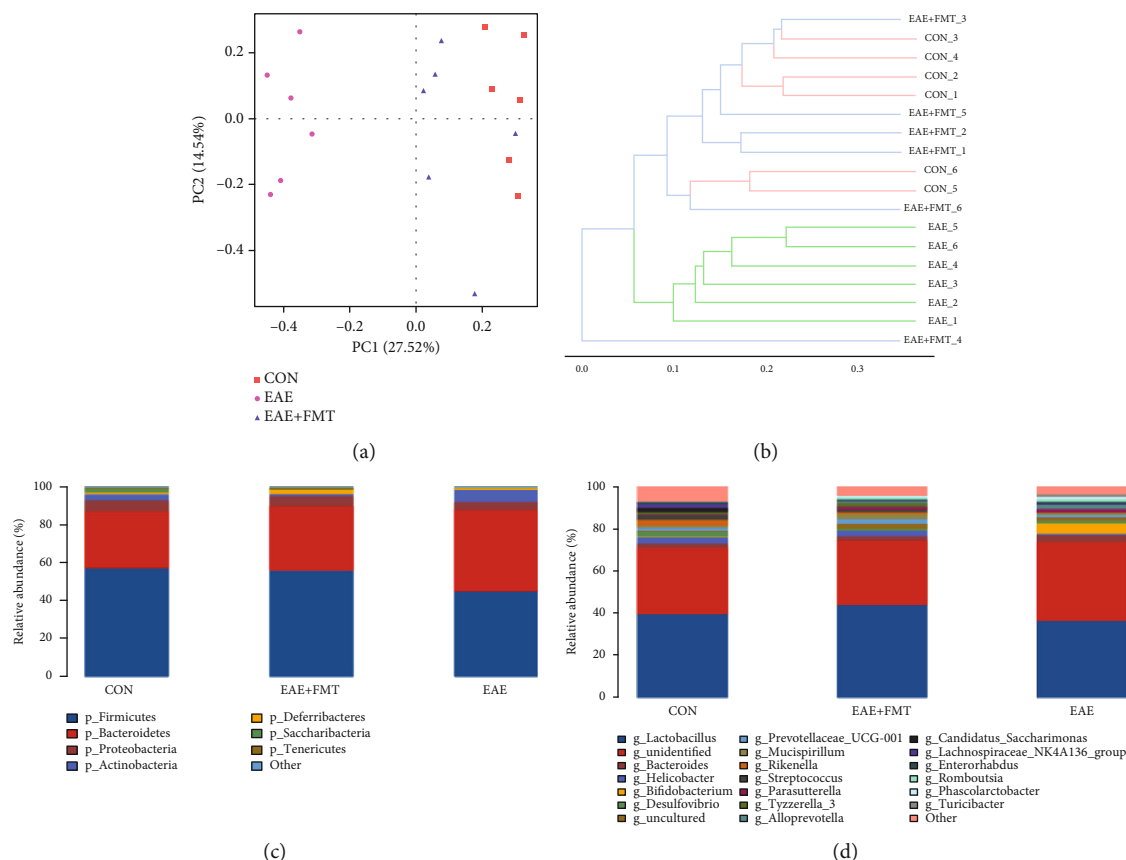 0.2
0.0
−0.2
−0.4
PC2 (14.54%)
−0.4
−0.2
0.0
0.2
PC1 (27.52%)
CON
EAE
EAE+FMT
(a)
EAE+FMT_3
CON_3
CON_4
CON_2
CON_1
EAE+FMT_5
EAE+FMT_2
EAE+FMT_1
CON_6
CON_5
EAE+FMT_6
EAE_5
EAE_6
EAE_4
EAE_3
EAE_2
EAE_1
EAE+FMT_4
0.0
0.1
0.2
0.3
(b)
100
80
60
40
20
0
Relative abundance (%)
CON
EAE+FMT
EAE
p_Firmicutes
p_Bacteroidetes
p_Proteobacteria
p_Actinobacteria
p_Deferribacteres
p_Saccharibacteria
p_Tenericutes
Other
(c)
100
80
60
40
20
0
Relative abundance (%)
CON
EAE+FMT
EAE
g_Lactobacillus
g_unidentified
g_Bacteroides
g_Helicobacter
g_Bifidobacterium
g_Desulfovibrio
g_uncultured
g_Prevotellaceae_UCG-001
g_Mucispirillum
g_Rikenella
g_Streptococcus
g_Parasutterella
g_Tyzzerella_3
g_Alloprevotella
g_Candidatus_Saccharimonas
g_Lachnospiraceae_NK4A136_group
g_Enterorhabdus
g_Romboutsia
g_Phascolarctobacter
g_Turicibacter
Other
(d)